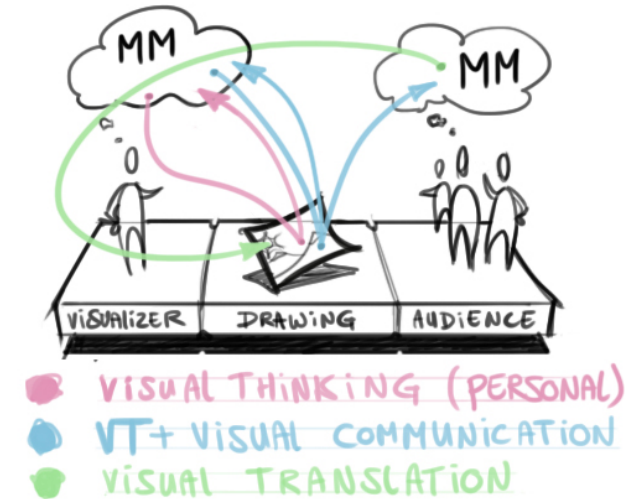 MM
MM
ViSUALiZER
DRAWiNG
AUDiENCE
ViSUAL THiNKiNG (PERSONAL)
VT + ViSUAL COMMUNiCATiON
ViSUAL TRANSLATiON